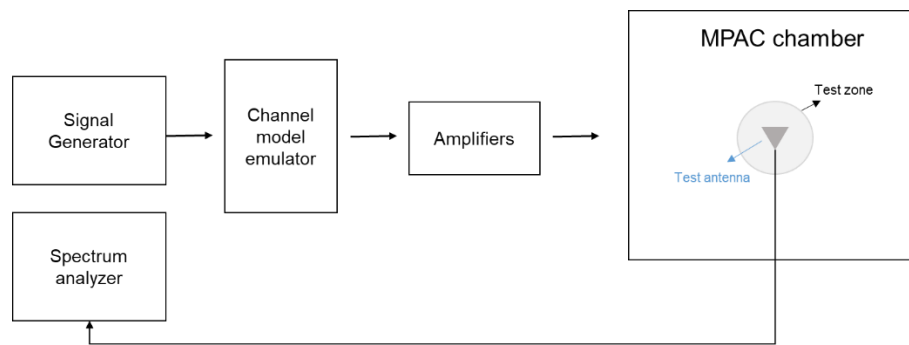 Signal
Generator
Channel
model
emulator
Amplifiers
MPAC chamber
Test zone
Test antenna
Spectrum
analyzer